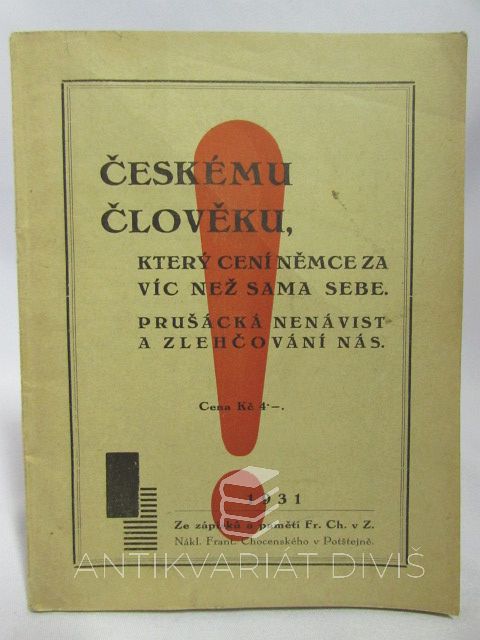 ČESKÉMU
ČLOVĚKU,
KTERÝ CENÍ NĚMCE ZA
VÍC NEŽ SAMA SEBE.
PRUŠÁCKÁ NENÁVIST
A ZLEHČOVÁNÍ NÁS.
Cena Kč 4·–.
1931
Ze zápisků a pamětí Fr. Ch. v Z.
Nákl. Frant. Chocenského v Potštejně.
ANTIKVARIÁT DIVIŠ